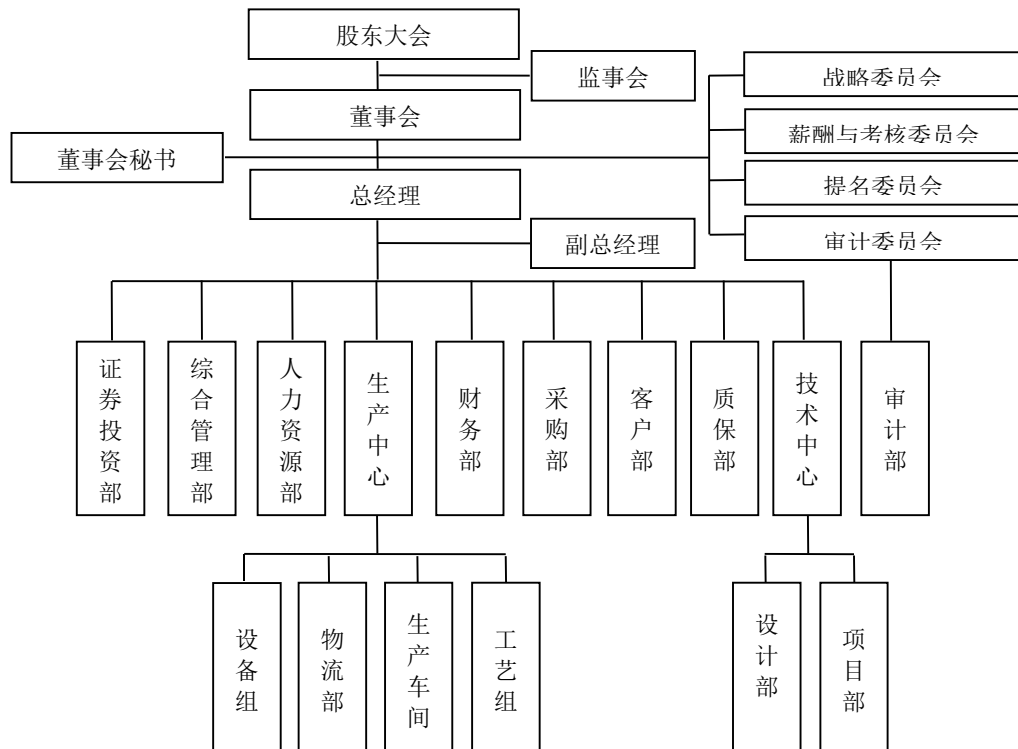 股东大会
监事会
战略委员会
董事会
薪酬与考核委员会
董事会秘书
提名委员会
总经理
副总经理
审计委员会
证券投资部
综合管理部
人力资源部
生产中心
财务部
采购部
客户部
质保部
技术中心
审计部
设备组
物流部
生产车间
工艺组
设计部
项目部